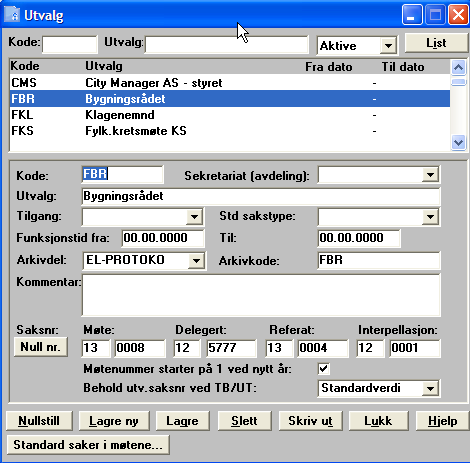 Utvalg
Kode: Utvalg: Aktive List
Kode Utvalg Fra dato Til dato
CMS City Manager AS - styret -
FBR Bygningsrådet -
FKL Klagenemnd -
FKS Fylk.kretsmøte KS -
Kode: FBR Sekretariat (avdeling):
Utvalg: Bygningsrådet
Tilgang: Std sakstype:
Funksjonstid fra: 00.00.0000 Til: 00.00.0000
Arkivdel: EL-PROTOKO Arkivkode: FBR
Kommentar:
Saksnr: Møte: Delegert: Referat: Interpellasjon:
Null nr. 13 0008 12 5777 13 0004 12 0001
Møtenummer starter på 1 ved nytt år:
Behold utv.saksnr ved TB/UT: Standardverdi
Nullstill Lagre ny Lagre Slett Skriv ut Lukk Hjelp
Standard saker i møtene...